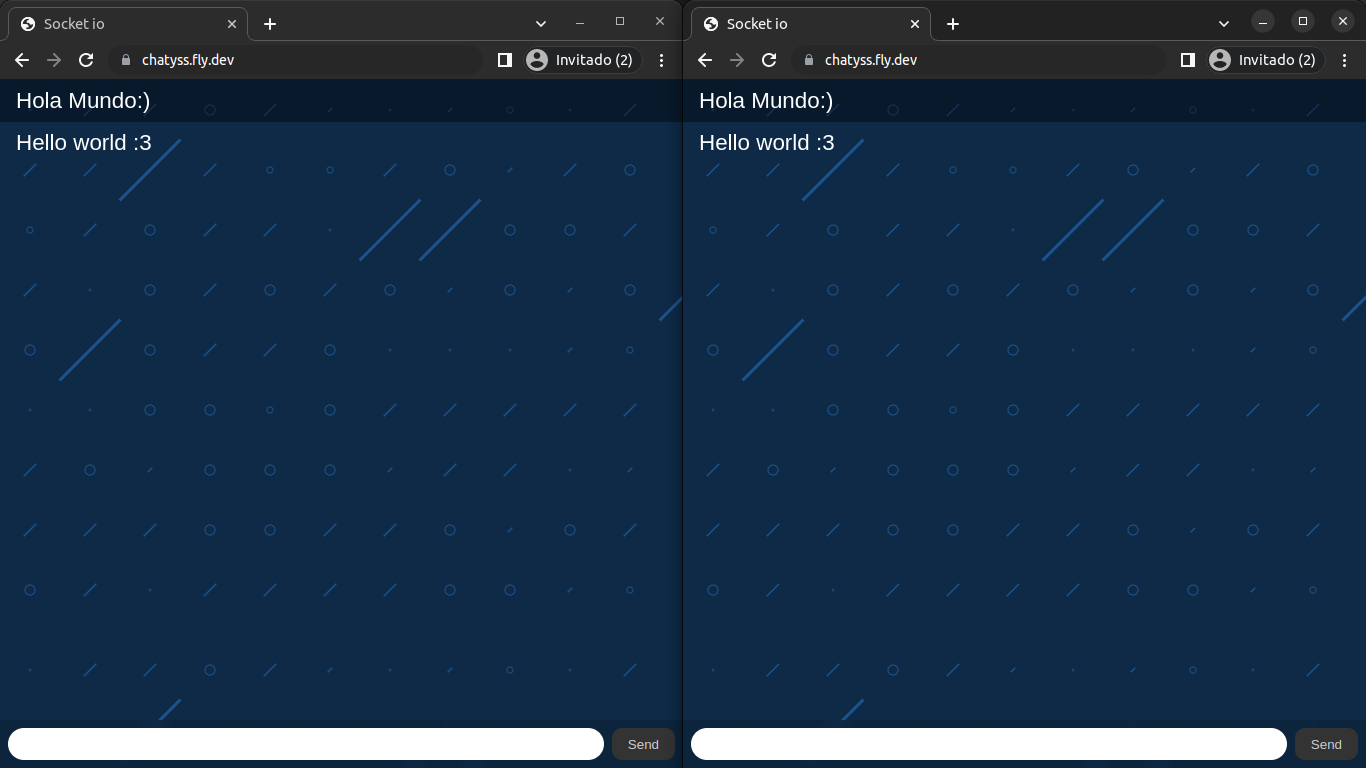 Socket io
chatyss.fly.dev
Invitado (2)
Hola Mundo:)
Hello world :3
Send
Socket io
chatyss.fly.dev
Invitado (2)
Hola Mundo:)
Hello world :3
Send